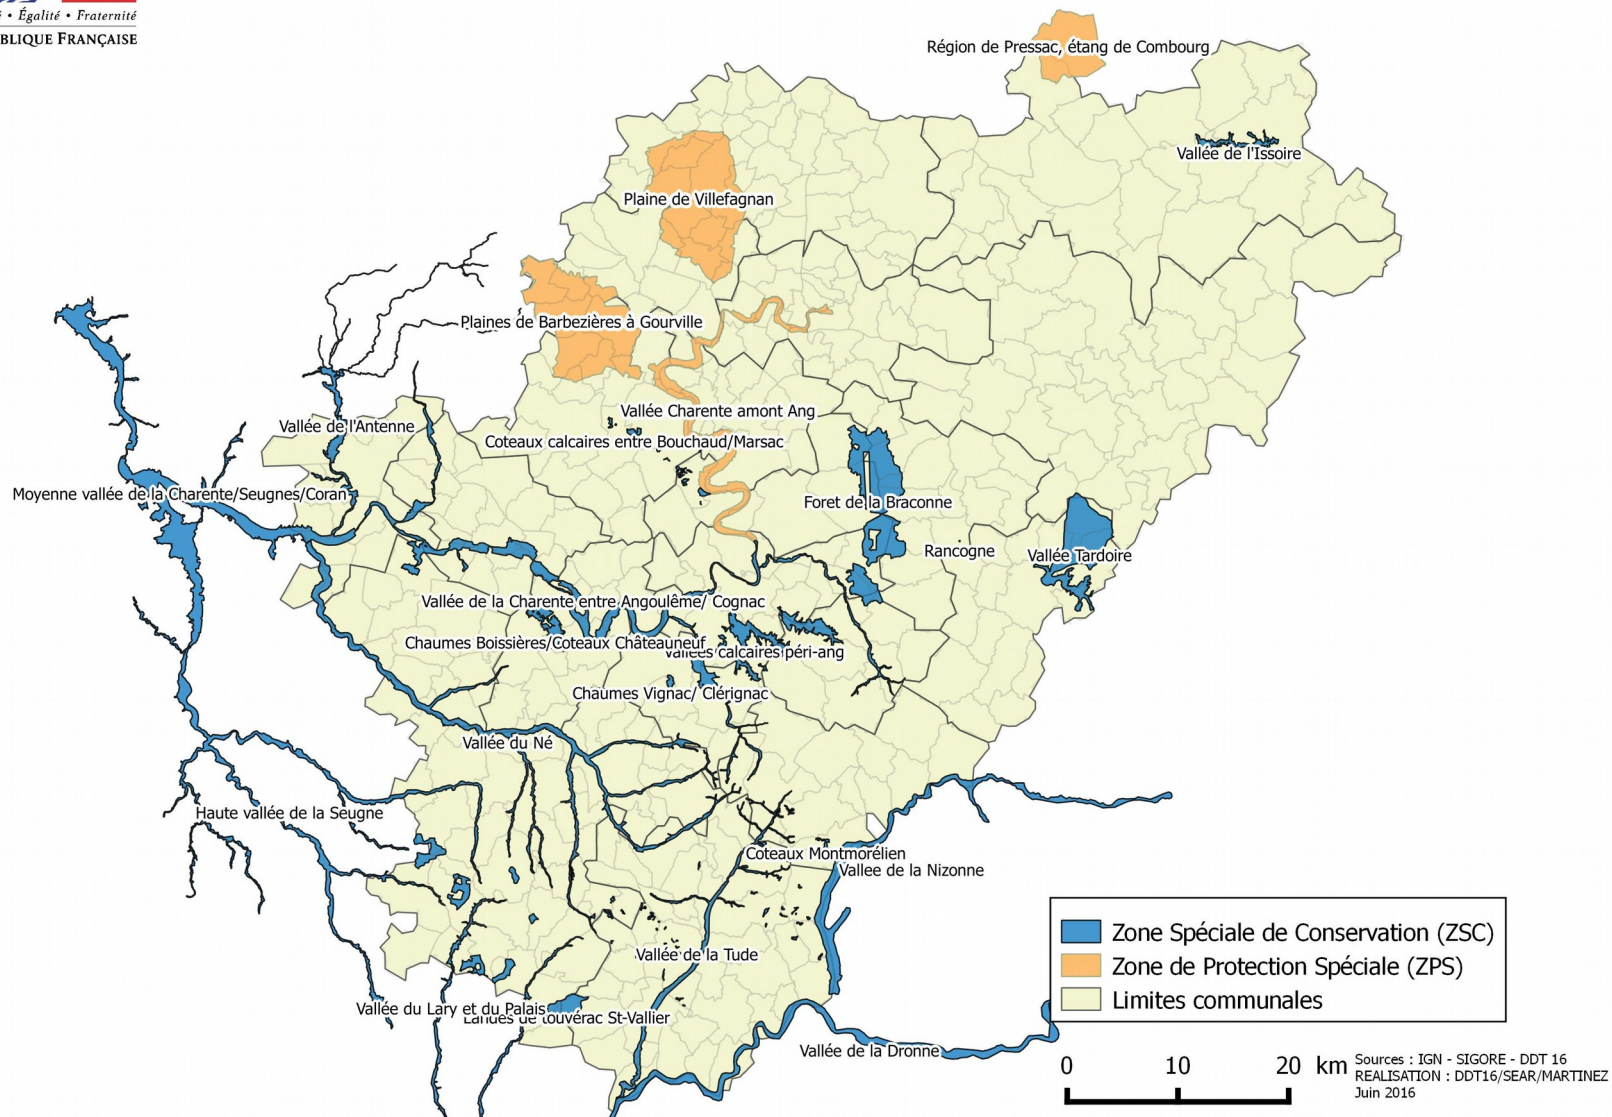 • Égalité • Fraternité
BLIQUE FRANÇAISE
Région de Pressac, étang de Combourg
Vallée de l'Issoire
Plaine de Villefagnan
Plaines de Barbezières à Gourville
Vallée Charente amont Ang
Vallée de l'Antenne
Coteaux calcaires entre Bouchaud/Marsac
Moyenne vallée de la Charente/Seugnes/Coran
Foret de la Braconne
Rancogne
Vallée Tardoire
Vallée de la Charente entre Angoulême/ Cognac
Chaumes Boissières/Coteaux Châteauneuf
Vallées calcaires péri-ang
Chaumes Vignac/ Clérignac
Vallée du Né
Haute vallée de la Seugne
Coteaux Montmorélien
Vallee de la Nizonne
Vallée de la Tude
Vallée du Lary et du Palais
Landes de Touvérac St-Vallier
Vallée de la Dronne
Zone Spéciale de Conservation (ZSC)
Zone de Protection Spéciale (ZPS)
Limites communales
0 10 20 km
Sources : IGN - SIGORE - DDT 16
REALISATION : DDT16/SEAR/MARTINEZ
Juin 2016